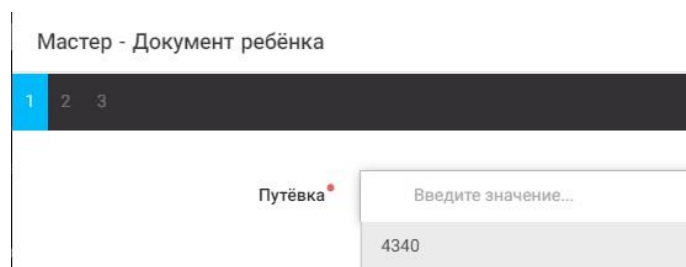 Мастер - Документ ребёнка
1 2 3
Путёвка
Введите значение...
4340